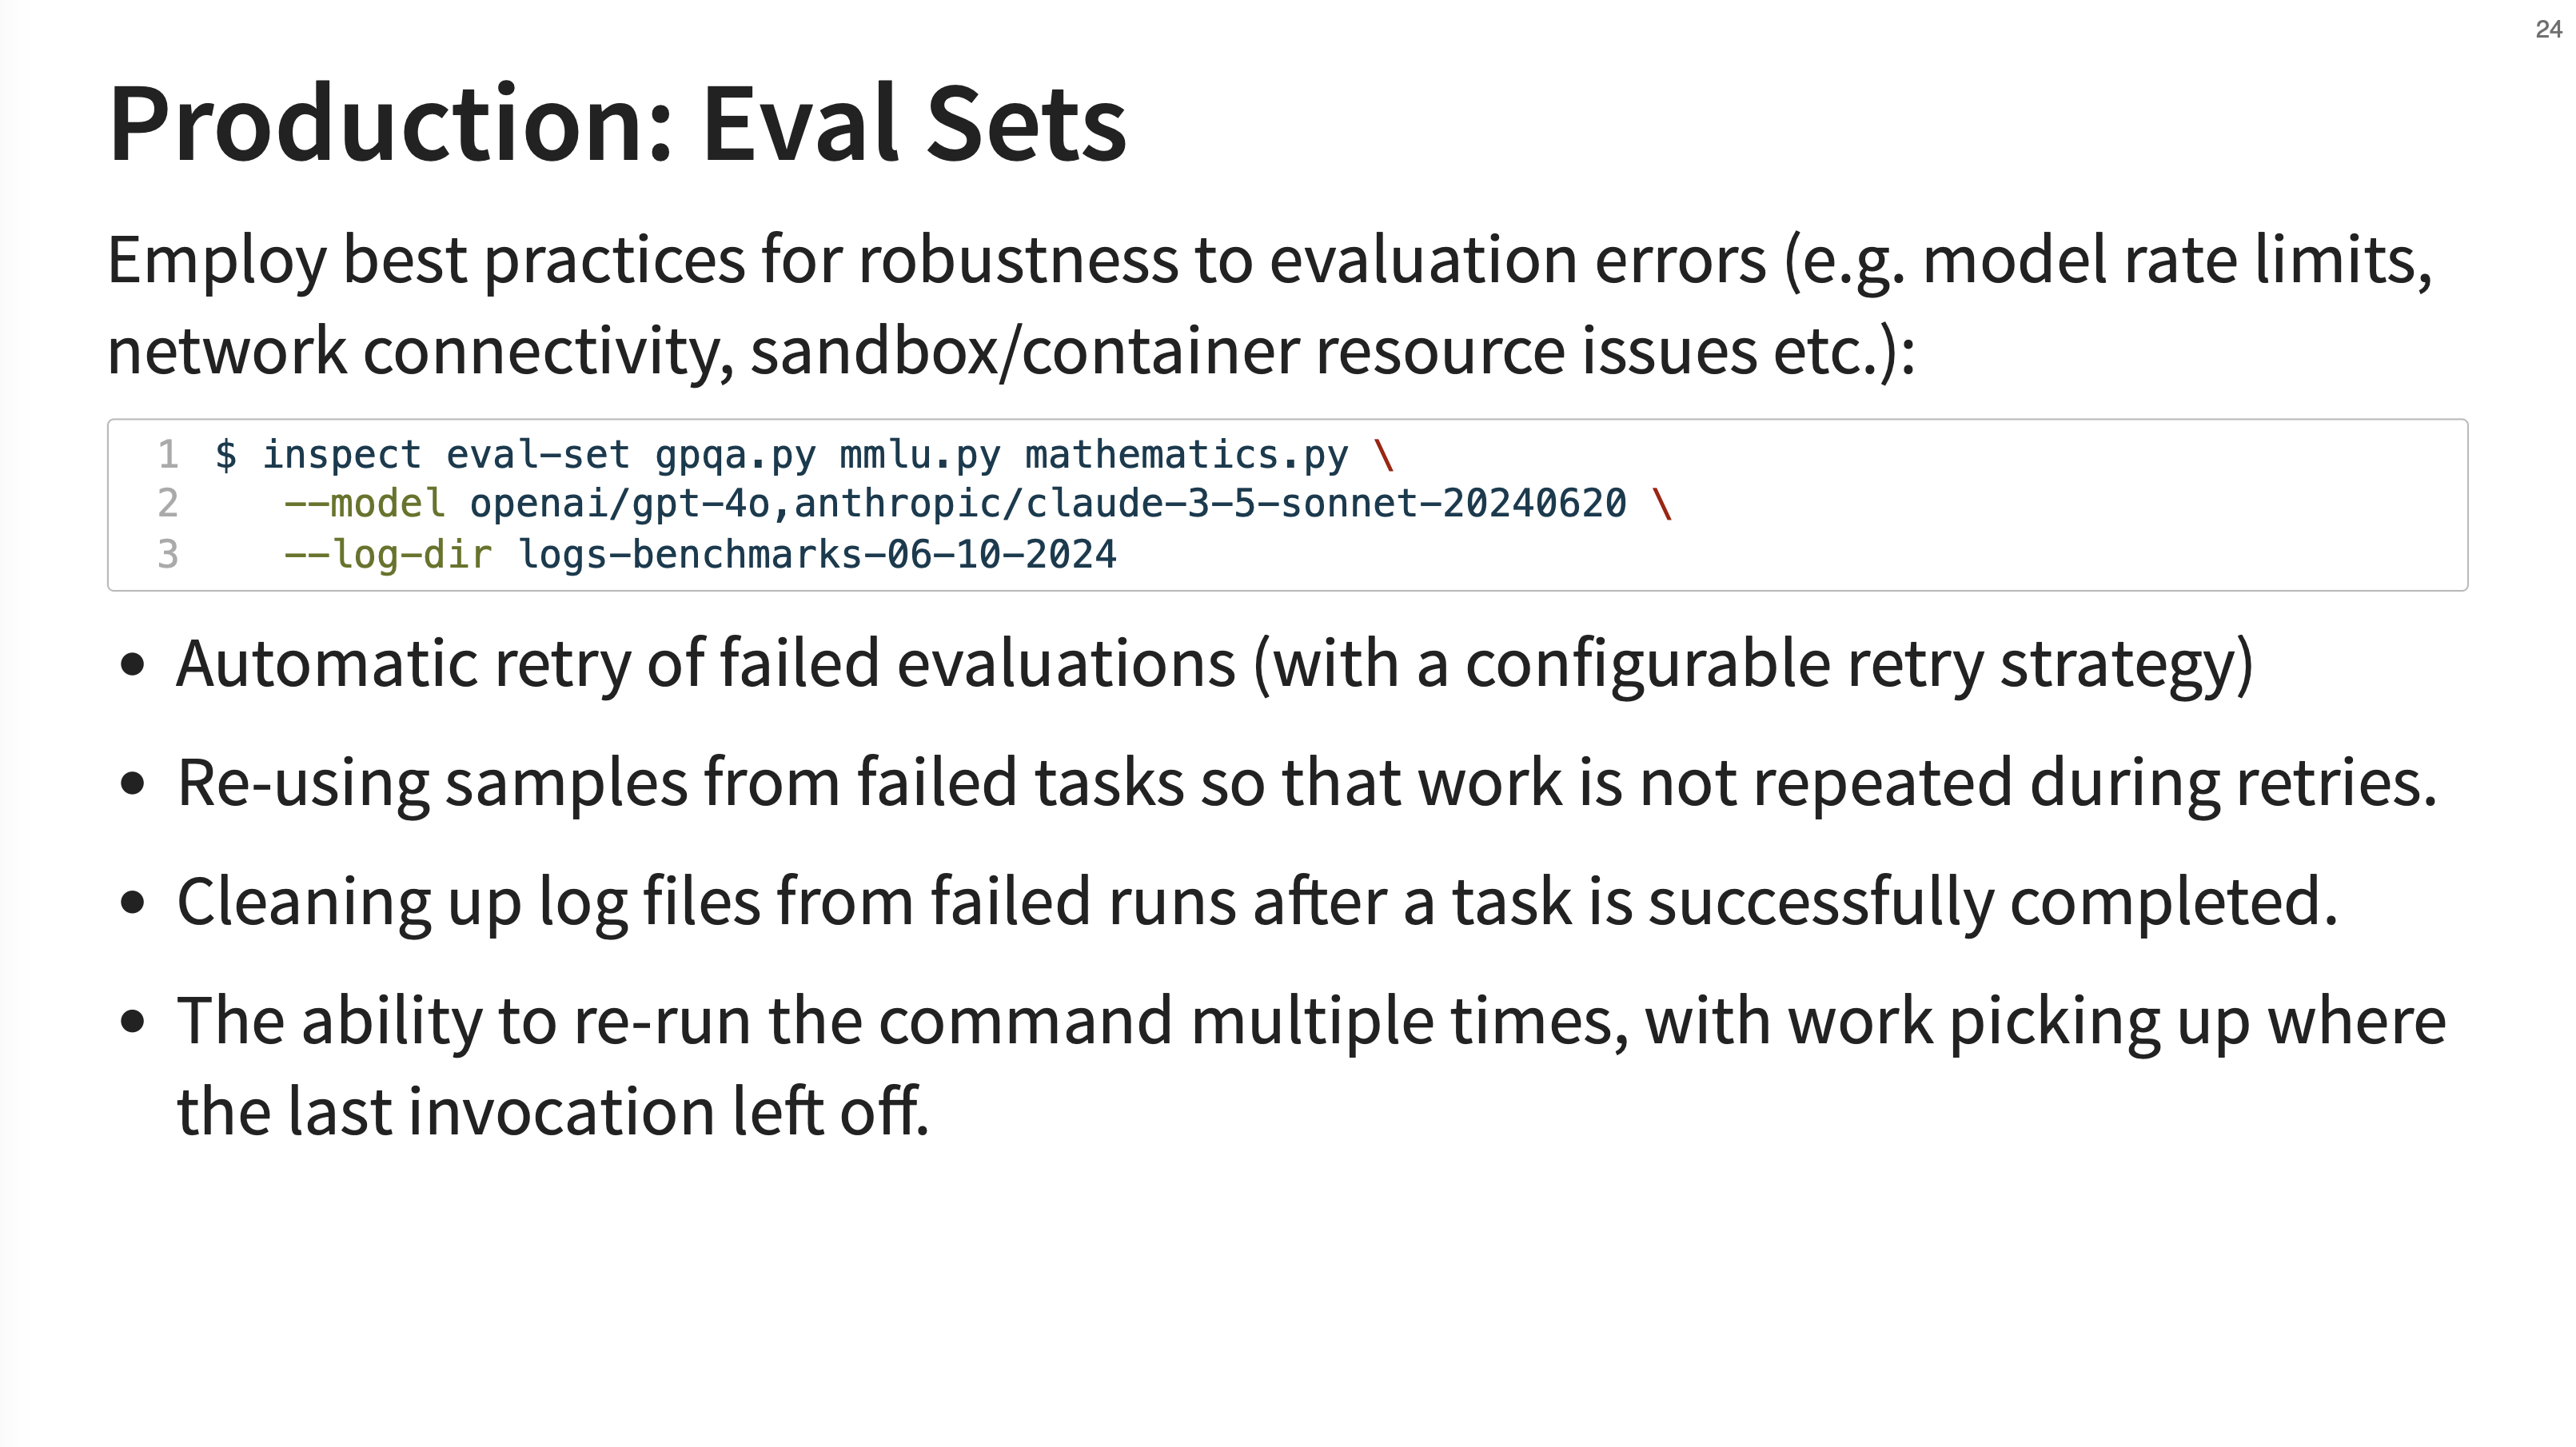 24
Production: Eval Sets
Employ best practices for robustness to evaluation errors (e.g. model rate limits,
network connectivity, sandbox/container resource issues etc.):
1 $ inspect eval-set gpqa.py mmlu.py mathematics.py \
2 --model openai/gpt-4o,anthropic/claude-3-5-sonnet-20240620 \
3 --log-dir logs-benchmarks-06-10-2024
• Automatic retry of failed evaluations (with a configurable retry strategy)
• Re-using samples from failed tasks so that work is not repeated during retries.
• Cleaning up log files from failed runs after a task is successfully completed.
• The ability to re-run the command multiple times, with work picking up where
the last invocation left off.